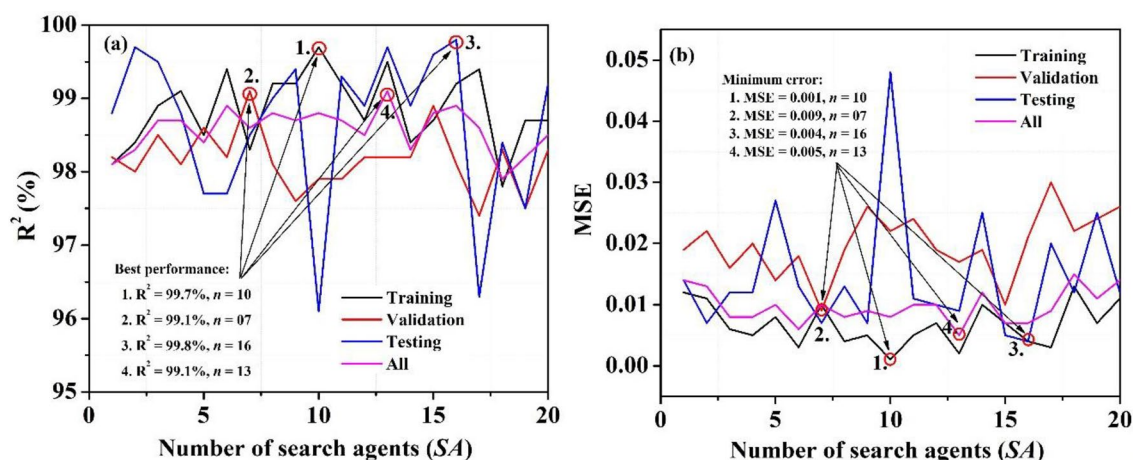 (a)
100
99
98
97
96
95
R² (%)
1.
2.
3.
4.
Best performance:
1. R² = 99.7%, n = 10
2. R² = 99.1%, n = 07
3. R² = 99.8%, n = 16
4. R² = 99.1%, n = 13
Training
Validation
Testing
All
0 5 10 15 20
Number of search agents (SA)
(b)
0.05
0.04
0.03
0.02
0.01
0.00
MSE
Minimum error:
1. MSE = 0.001, n = 10
2. MSE = 0.009, n = 07
3. MSE = 0.004, n = 16
4. MSE = 0.005, n = 13
Training
Validation
Testing
All
2.
1.
4.
3.
0 5 10 15 20
Number of search agents (SA)